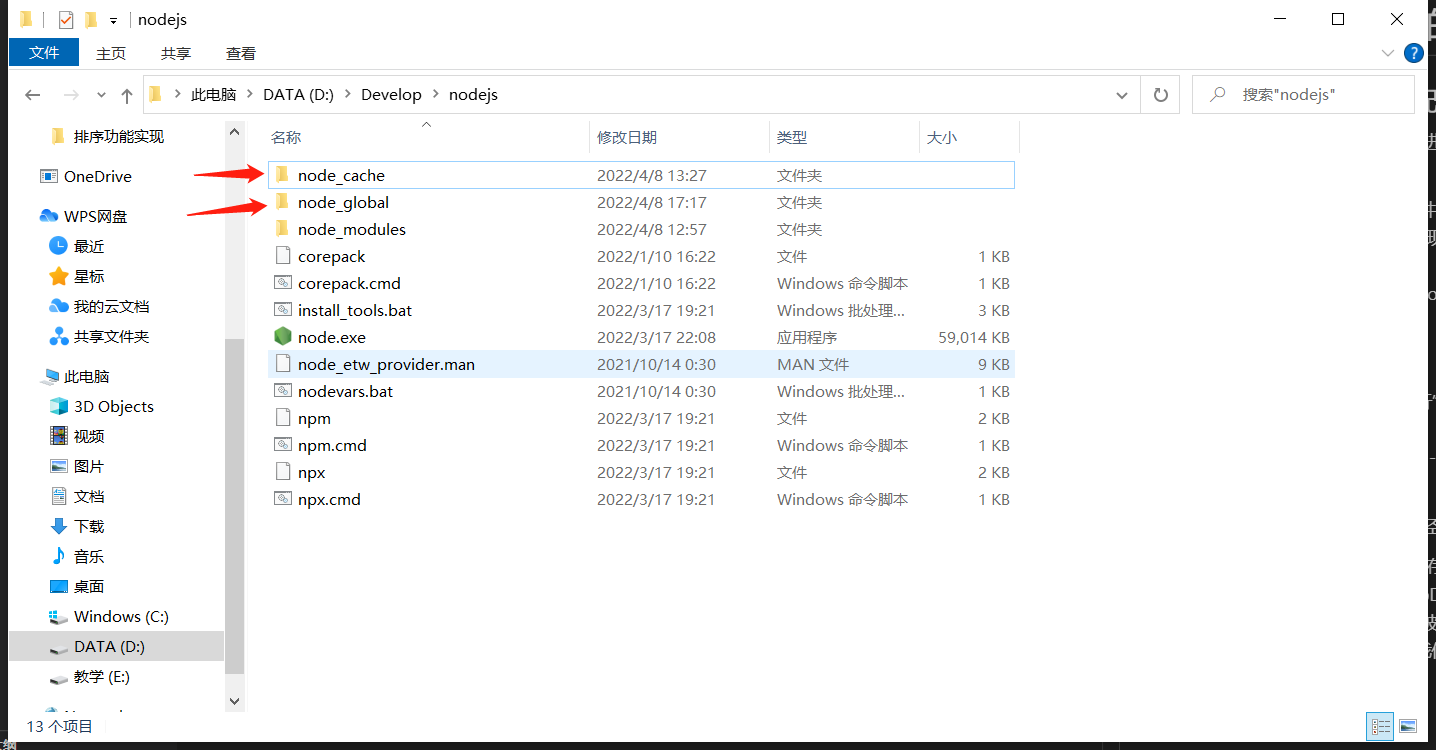 nodejs
文件 主页 共享 查看
此电脑 DATA (D:) Develop nodejs 搜索"nodejs"
排序功能实现
OneDrive
WPS网盘
最近
星标
我的云文档
共享文件夹
此电脑
3D Objects
视频
图片
文档
下载
音乐
桌面
Windows (C:)
DATA (D:)
教学 (E:)
名称 修改日期 类型 大小
node_cache 2022/4/8 13:27 文件夹
node_global 2022/4/8 17:17 文件夹
node_modules 2022/4/8 12:57 文件夹
corepack 2022/1/10 16:22 文件 1 KB
corepack.cmd 2022/1/10 16:22 Windows 命令脚本 1 KB
install_tools.bat 2022/3/17 19:21 Windows 批处理... 3 KB
node.exe 2022/3/17 22:08 应用程序 59,014 KB
node_etw_provider.man 2021/10/14 0:30 MAN 文件 9 KB
nodevars.bat 2021/10/14 0:30 Windows 批处理... 1 KB
npm 2022/3/17 19:21 文件 2 KB
npm.cmd 2022/3/17 19:21 Windows 命令脚本 1 KB
npx 2022/3/17 19:21 文件 2 KB
npx.cmd 2022/3/17 19:21 Windows 命令脚本 1 KB
13 个项目